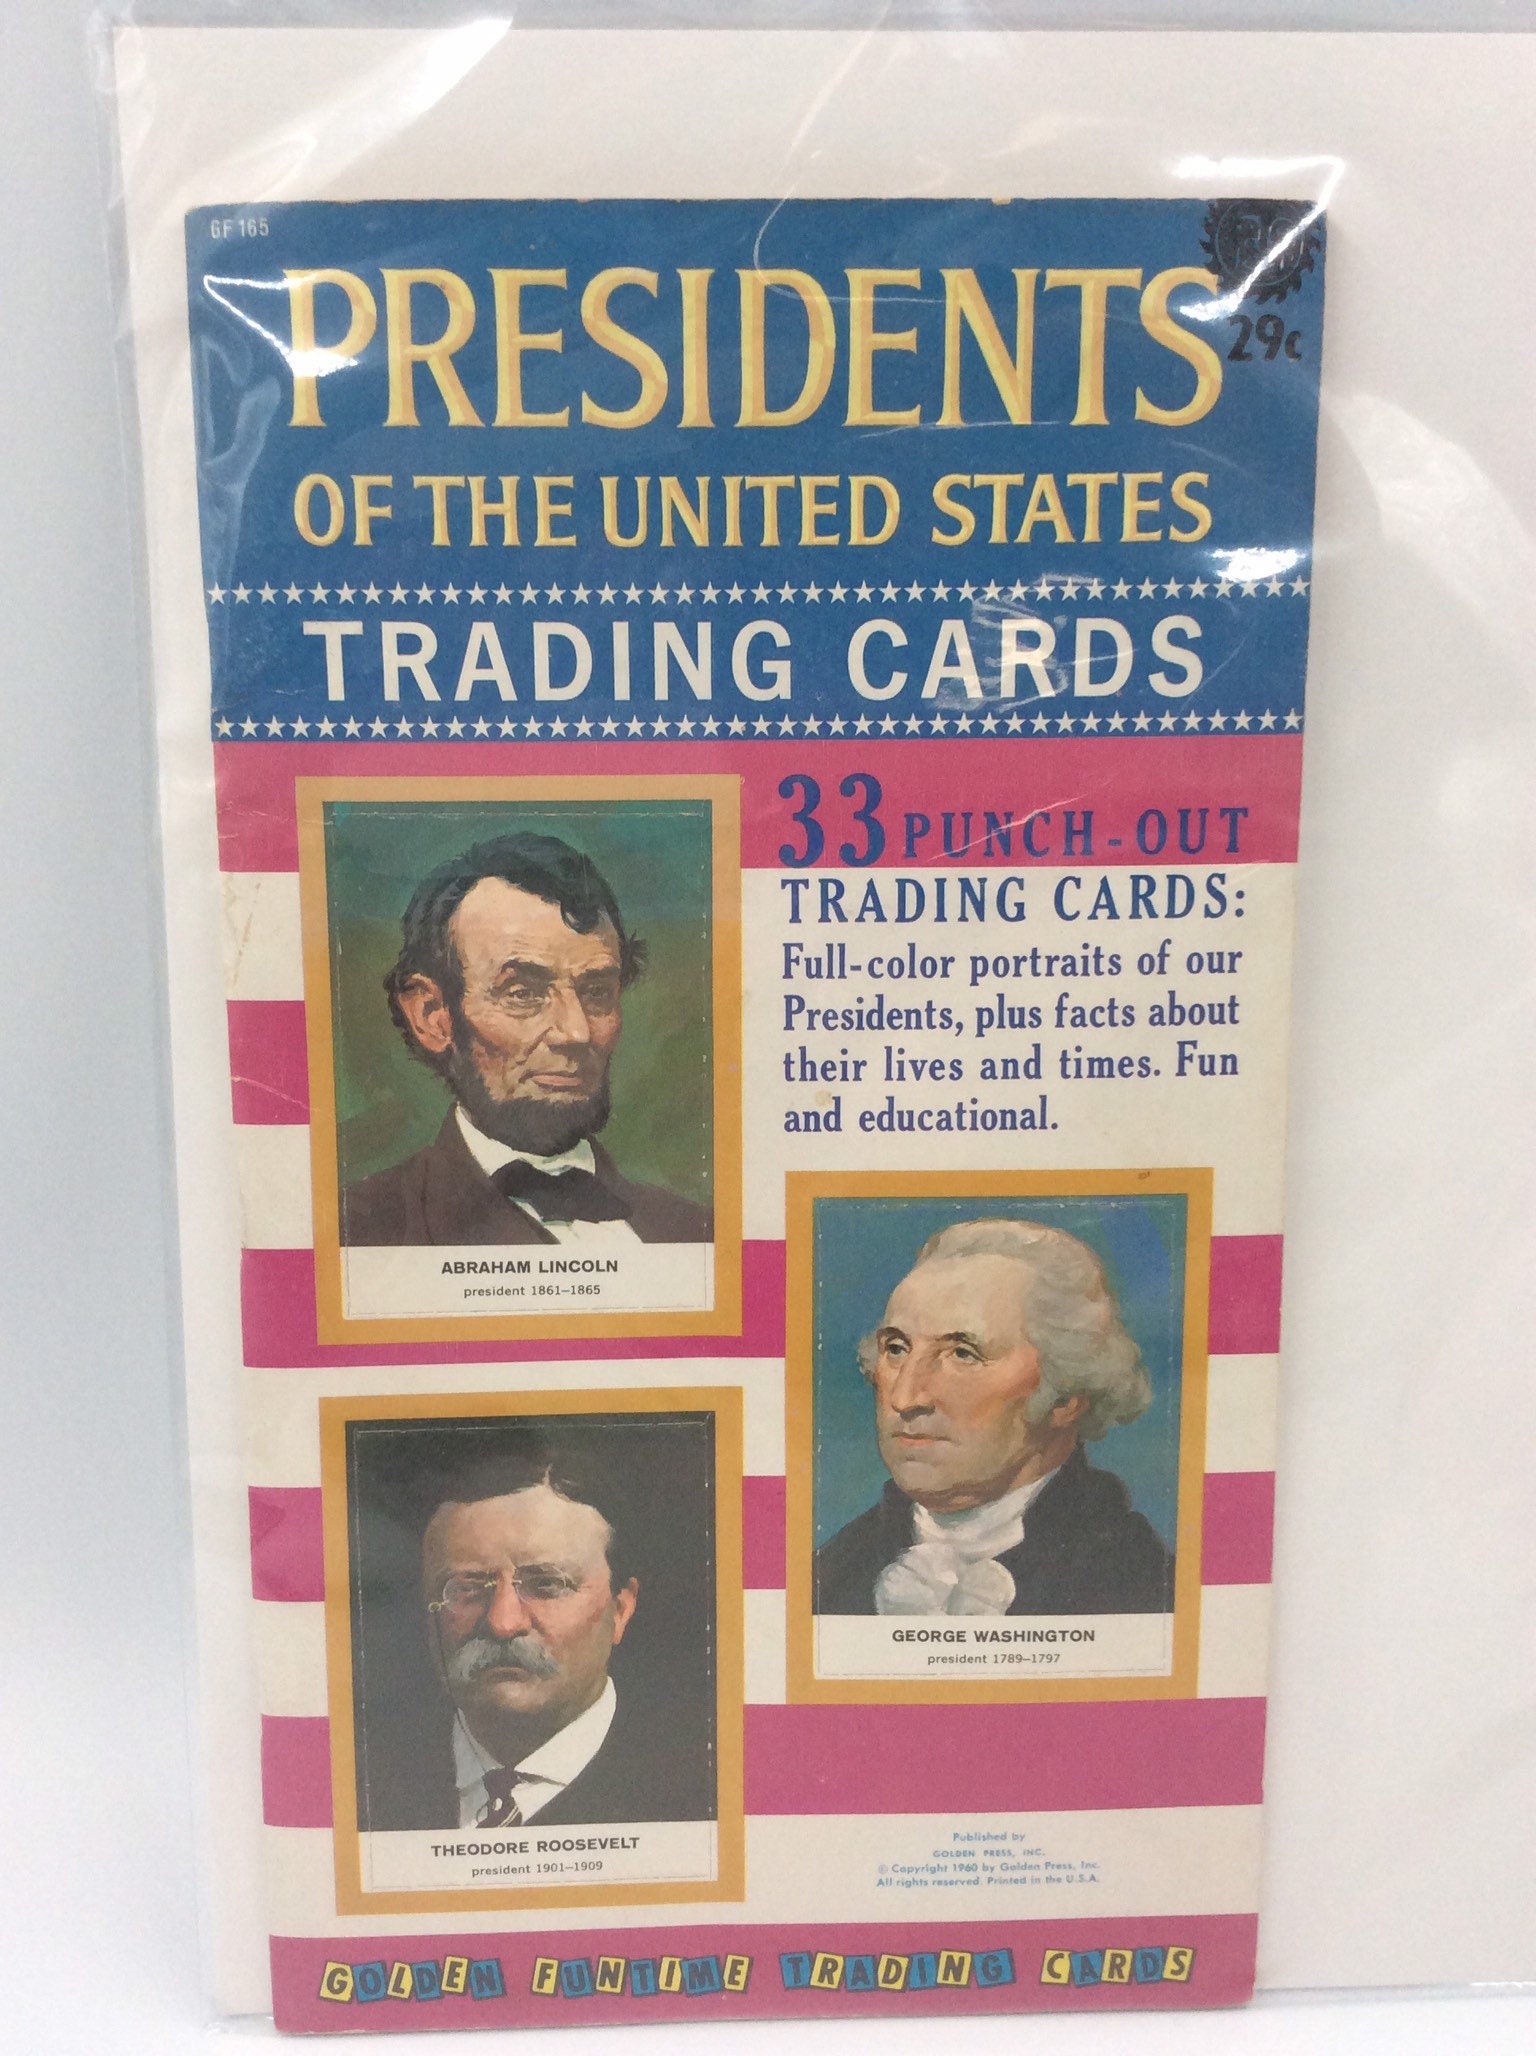 GF 165
29c
PRESIDENTS
OF THE UNITED STATES
TRADING CARDS
33 PUNCH-OUT
TRADING CARDS:
Full-color portraits of our
Presidents, plus facts about
their lives and times. Fun
and educational.
ABRAHAM LINCOLN
president 1861–1865
GEORGE WASHINGTON
president 1789–1797
THEODORE ROOSEVELT
president 1901–1909
Published by
GOLDEN PRESS, INC.
© Copyright 1960 by Golden Press, Inc.
All rights reserved. Printed in the U.S.A.
GOLDEN FUNTIME TRADING CARDS